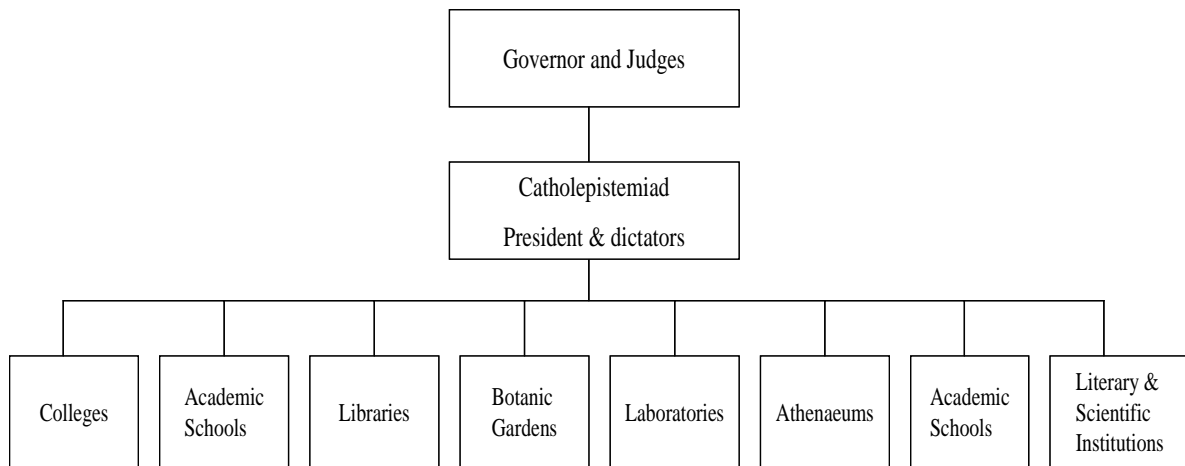 Governor and Judges
Catholepistemiad
President & dictators
Colleges
Academic
Schools
Libraries
Botanic
Gardens
Laboratories
Athenaeums
Academic
Schools
Literary &
Scientific
Institutions